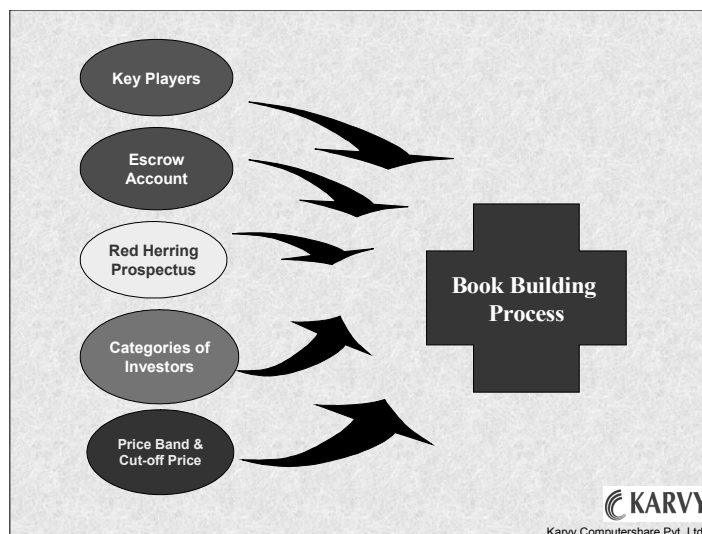 Key Players
Escrow
Account
Red Herring
Prospectus
Categories of
Investors
Price Band &
Cut-off Price
Book Building
Process
KARVY
Karvy Computershare Pvt. Ltd